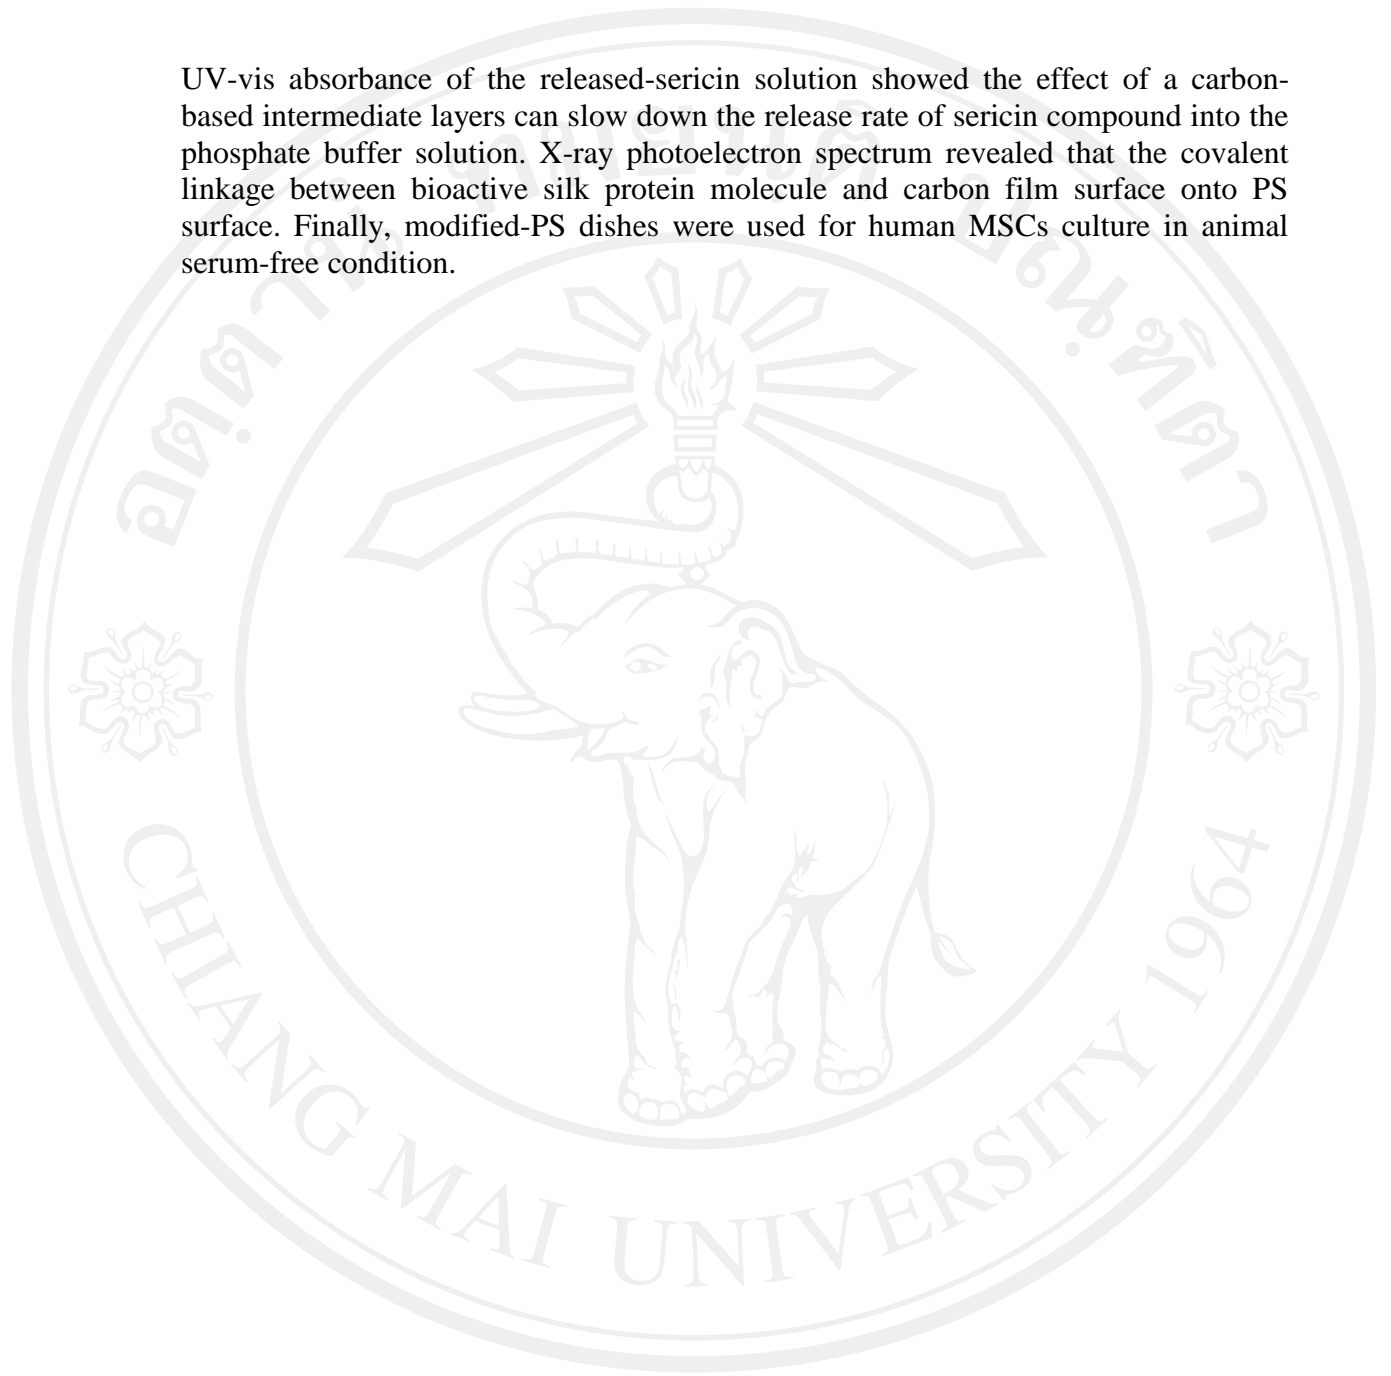 UV-vis absorbance of the released-sericin solution showed the effect of a carbon-
based intermediate layers can slow down the release rate of sericin compound into the
phosphate buffer solution. X-ray photoelectron spectrum revealed that the covalent
linkage between bioactive silk protein molecule and carbon film surface onto PS
surface. Finally, modified-PS dishes were used for human MSCs culture in animal
serum-free condition.
CHIANG MAI UNIVERSITY 1964